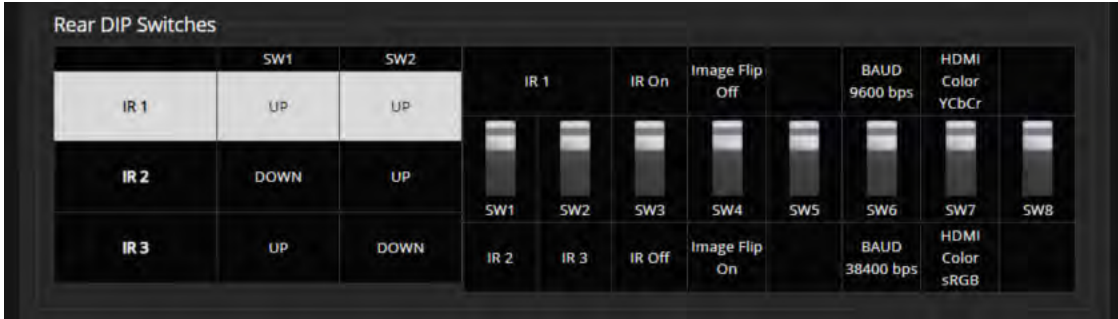 Rear DIP Switches
SW1 SW2
IR 1 UP UP
IR 2 DOWN UP
IR 3 UP DOWN
IR 1 IR On Image Flip Off BAUD 9600 bps HDMI Color YCbCr
SW1 SW2 SW3 SW4 SW5 SW6 SW7 SW8
IR 2 IR 3 IR Off Image Flip On BAUD 38400 bps HDMI Color sRGB